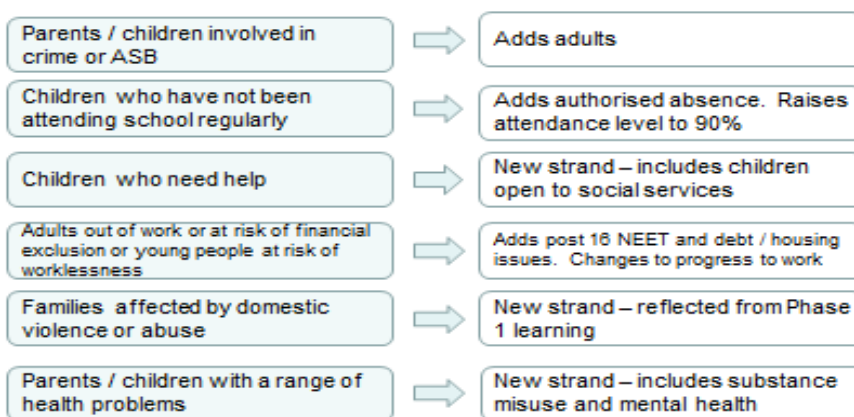 Parents / children involved in
crime or ASB
Adds adults
Children who have not been
attending school regularly
Adds authorised absence. Raises
attendance level to 90%
Children who need help
New strand – includes children
open to social services
Adults out of work or at risk of financial
exclusion or young people at risk of
worklessness
Adds post 16 NEET and debt / housing
issues. Changes to progress to work
Families affected by domestic
violence or abuse
New strand – reflected from Phase
1 learning
Parents / children with a range of
health problems
New strand – includes substance
misuse and mental health